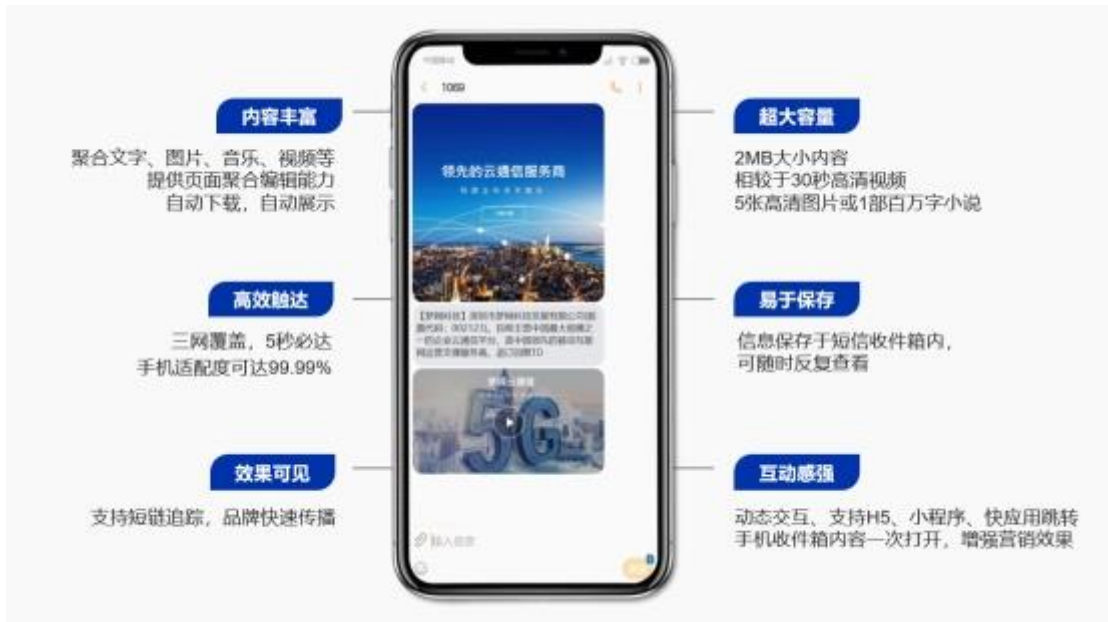 内容丰富
聚合文字、图片、音乐、视频等
提供页面聚合编辑能力
自动下载，自动展示
高效触达
三网覆盖，5秒必达
手机适配度可达99.99%
效果可见
支持短链追踪，品牌快速传播
1069
领先的云通信服务商
5G
输入信息
超大容量
2MB大小内容
相较于30秒高清视频
5张高清图片或1部百万字小说
易于保存
信息保存于短信收件箱内，
可随时反复查看
互动感强
动态交互、支持H5、小程序、快应用跳转
手机收件箱内容一次打开，增强营销效果